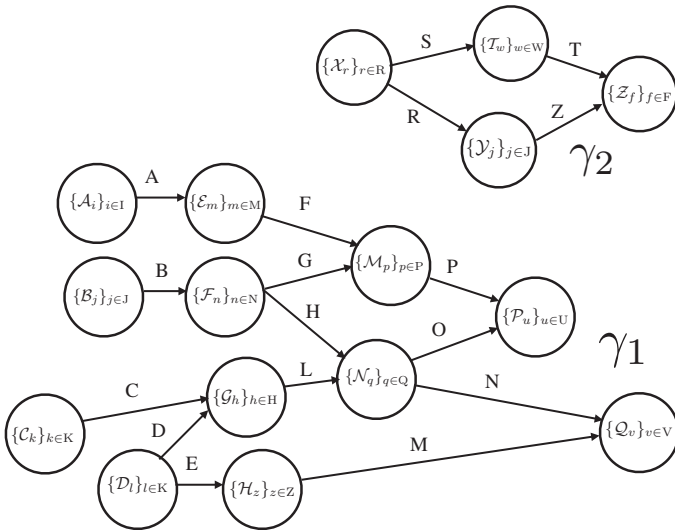 S
T
{𝒳_r}_{r∈R}
{𝒯_w}_{w∈W}
{𝒵_f}_{f∈F}
R
Z
{𝒴_j}_{j∈J}
γ2
A
F
{𝒜_i}_{i∈I}
{ℰ_m}_{m∈M}
B
G
P
{ℳ_p}_{p∈P}
{ℬ_j}_{j∈J}
{ℱ_n}_{n∈N}
H
O
{𝒫_u}_{u∈U}
γ1
C
L
N
{𝒢_h}_{h∈H}
{𝒩_q}_{q∈Q}
{𝒞_k}_{k∈K}
D
M
{𝒬_v}_{v∈V}
E
{𝒟_l}_{l∈K}
{ℋ_z}_{z∈Z}